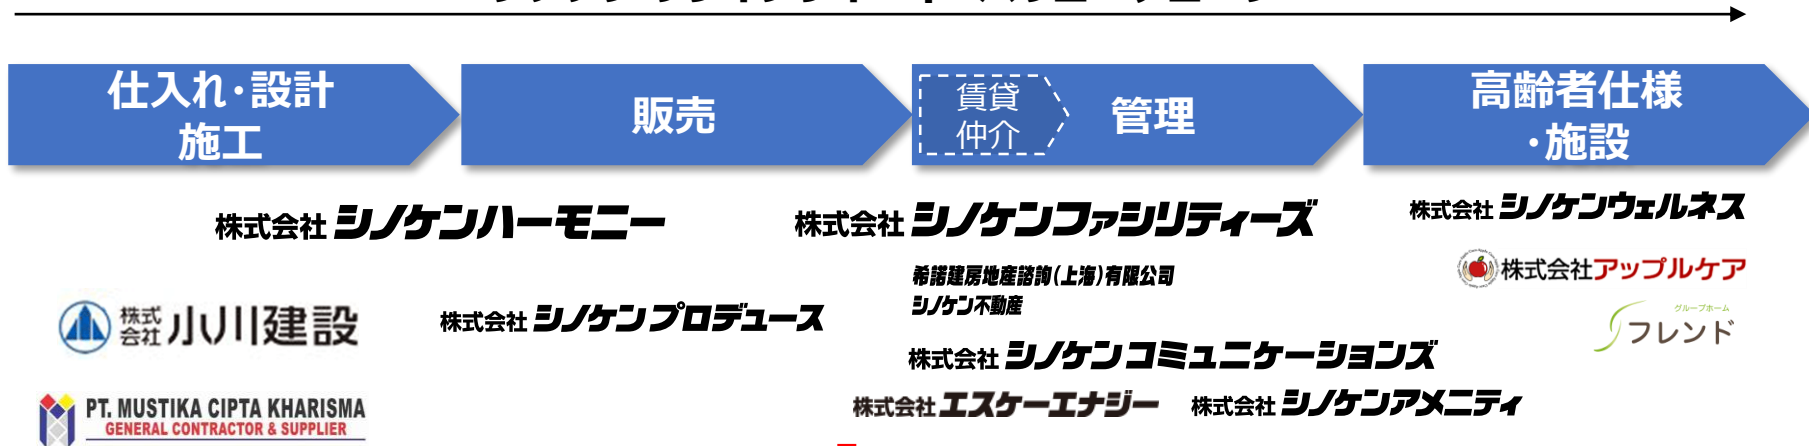 仕入れ・設計
施工
販売
賃貸
仲介
管理
高齢者仕様
・施設
株式会社 シノケンハーモニー
株式会社 シノケンファシリティーズ
株式会社 シノケンウェルネス
希諾建房地産諮詢(上海)有限公司
シノケン不動産
株式会社アップルケア
株式会社 小川建設
株式会社 シノケンプロデュース
グループホーム
フレンド
株式会社 シノケンコミュニケーションズ
株式会社 エスケーエナジー
株式会社 シノケンアメニティ
PT. MUSTIKA CIPTA KHARISMA
GENERAL CONTRACTOR & SUPPLIER